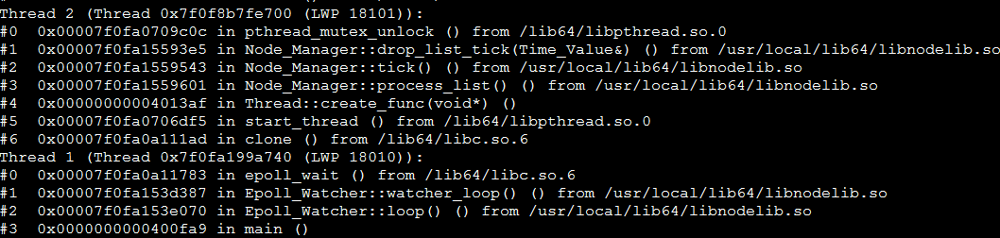 Thread 2 (Thread 0x7f0f8b7fe700 (LWP 18101)):
#0  0x00007f0fa0709c0c in pthread_mutex_unlock () from /lib64/libpthread.so.0
#1  0x00007f0fa15593e5 in Node_Manager::drop_list_tick(Time_Value&) () from /usr/local/lib64/libnodelib.so
#2  0x00007f0fa1559543 in Node_Manager::tick() () from /usr/local/lib64/libnodelib.so
#3  0x00007f0fa1559601 in Node_Manager::process_list() () from /usr/local/lib64/libnodelib.so
#4  0x00000000004013af in Thread::create_func(void*) ()
#5  0x00007f0fa0706df5 in start_thread () from /lib64/libpthread.so.0
#6  0x00007f0fa0a111ad in clone () from /lib64/libc.so.6
Thread 1 (Thread 0x7f0fa199a740 (LWP 18010)):
#0  0x00007f0fa0a11783 in epoll_wait () from /lib64/libc.so.6
#1  0x00007f0fa153d387 in Epoll_Watcher::watcher_loop() () from /usr/local/lib64/libnodelib.so
#2  0x00007f0fa153e070 in Epoll_Watcher::loop() () from /usr/local/lib64/libnodelib.so
#3  0x0000000000400fa9 in main ()